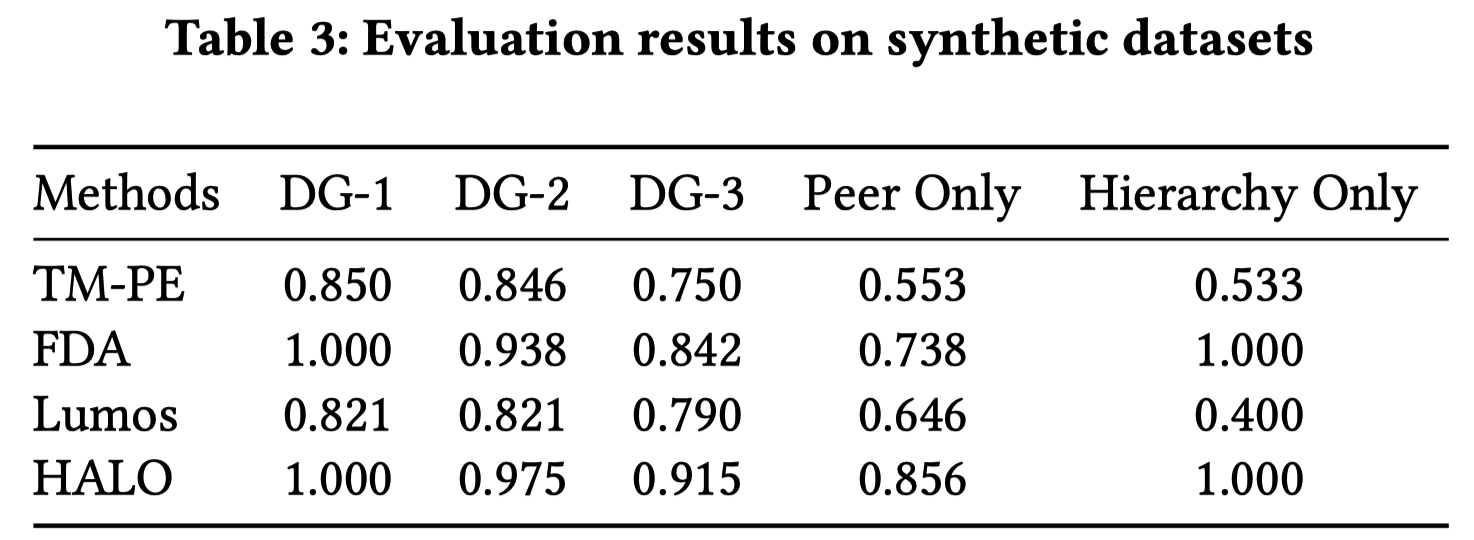 Table 3: Evaluation results on synthetic datasets
Methods DG-1 DG-2 DG-3 Peer Only Hierarchy Only
TM-PE 0.850 0.846 0.750 0.553 0.533
FDA 1.000 0.938 0.842 0.738 1.000
Lumos 0.821 0.821 0.790 0.646 0.400
HALO 1.000 0.975 0.915 0.856 1.000